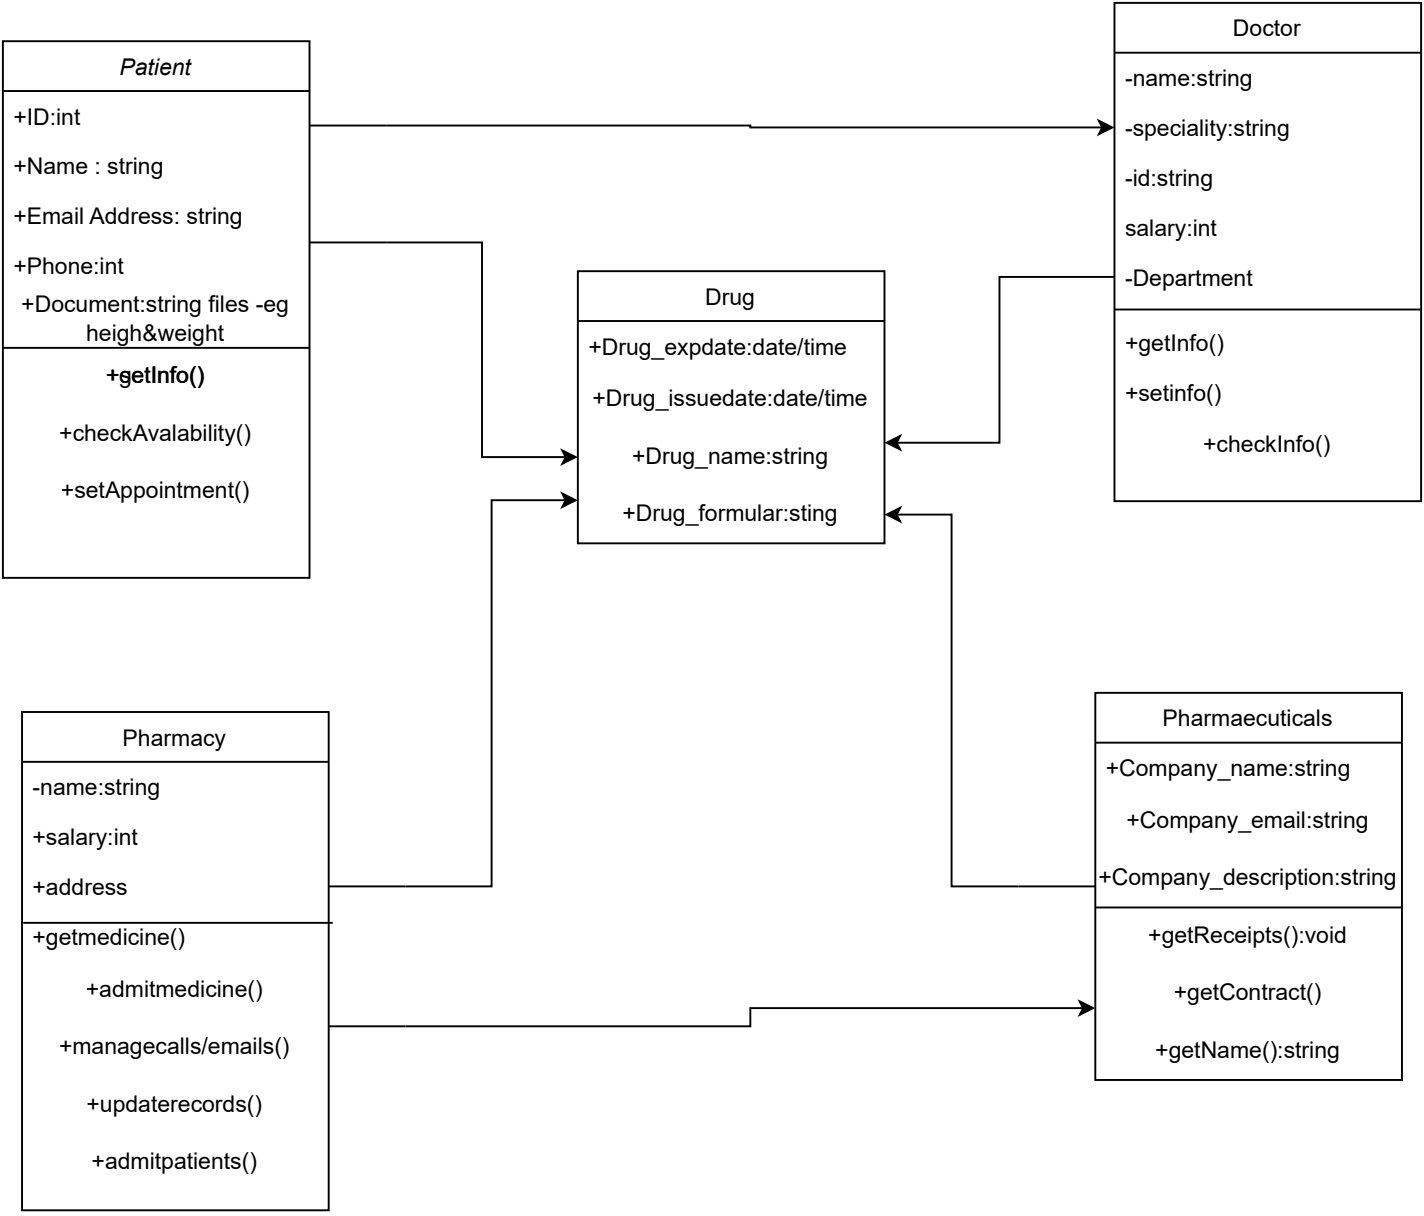 Patient
+ID:int
+Name : string
+Email Address: string
+Phone:int
+Document:string files -eg
heigh&weight
+getInfo()
+checkAvalability()
+setAppointment()
Doctor
-name:string
-speciality:string
-id:string
salary:int
-Department
+getInfo()
+setinfo()
+checkInfo()
Drug
+Drug_expdate:date/time
+Drug_issuedate:date/time
+Drug_name:string
+Drug_formular:sting
Pharmacy
-name:string
+salary:int
+address
+getmedicine()
+admitmedicine()
+managecalls/emails()
+updaterecords()
+admitpatients()
Pharmaecuticals
+Company_name:string
+Company_email:string
+Company_description:string
+getReceipts():void
+getContract()
+getName():string